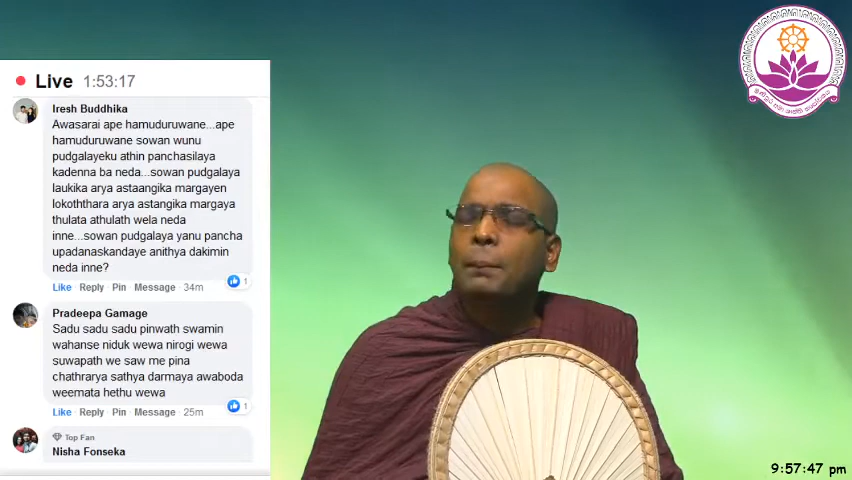 Live 1:53:17
Iresh Buddhika
Awasarai ape hamuduruwane...ape
hamuduruwane sowan wunu
pudgalayeku athin panchasilaya
kadenna ba neda...sowan pudgalaya
laukika arya astaangika margayen
lokoththara arya astangika margaya
thulata athulath wela neda
inne...sowan pudgalaya yanu pancha
upadanaskandaye anithya dakimin
neda inne?
Like Reply Pin Message 34m 1
Pradeepa Gamage
Sadu sadu sadu pinwath swamin
wahanse niduk wewa nirogi wewa
suwapath we saw me pina
chathrarya sathya darmaya awaboda
weemata hethu wewa
Like Reply Pin Message 25m 1
Top Fan
Nisha Fonseka
9:57:47 pm